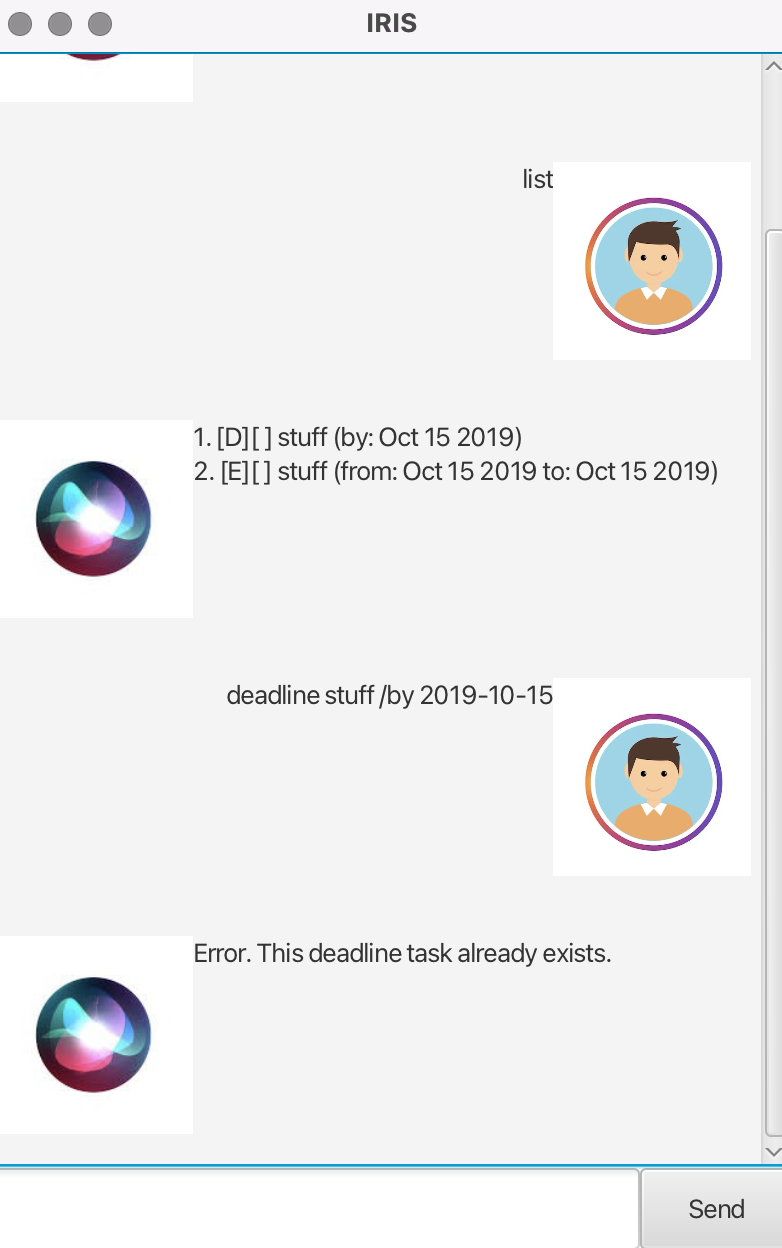 IRIS
list
1. [D][ ] stuff (by: Oct 15 2019)
2. [E][ ] stuff (from: Oct 15 2019 to: Oct 15 2019)
deadline stuff /by 2019-10-15
Error. This deadline task already exists.
Send